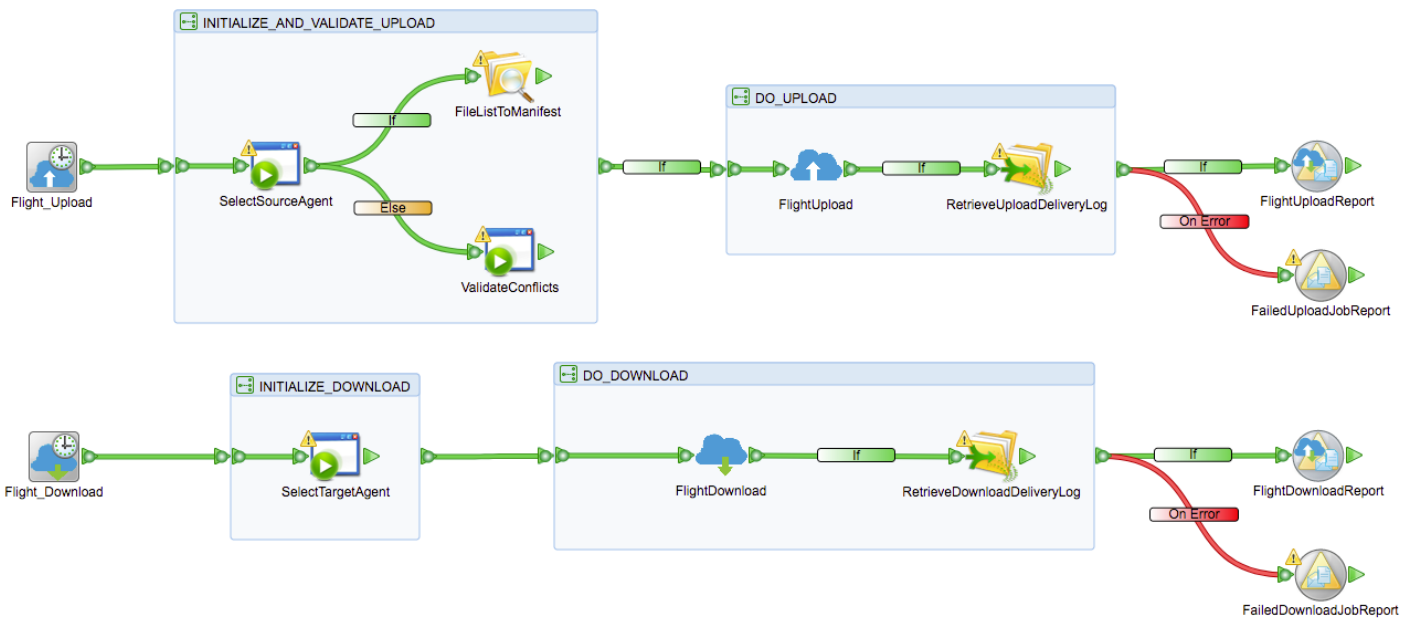 INITIALIZE_AND_VALIDATE_UPLOAD
FileListToManifest
If
SelectSourceAgent
Else
ValidateConflicts
Flight_Upload
If
DO_UPLOAD
FlightUpload
If
RetrieveUploadDeliveryLog
If
FlightUploadReport
On Error
FailedUploadJobReport
INITIALIZE_DOWNLOAD
SelectTargetAgent
Flight_Download
DO_DOWNLOAD
FlightDownload
If
RetrieveDownloadDeliveryLog
If
FlightDownloadReport
On Error
FailedDownloadJobReport